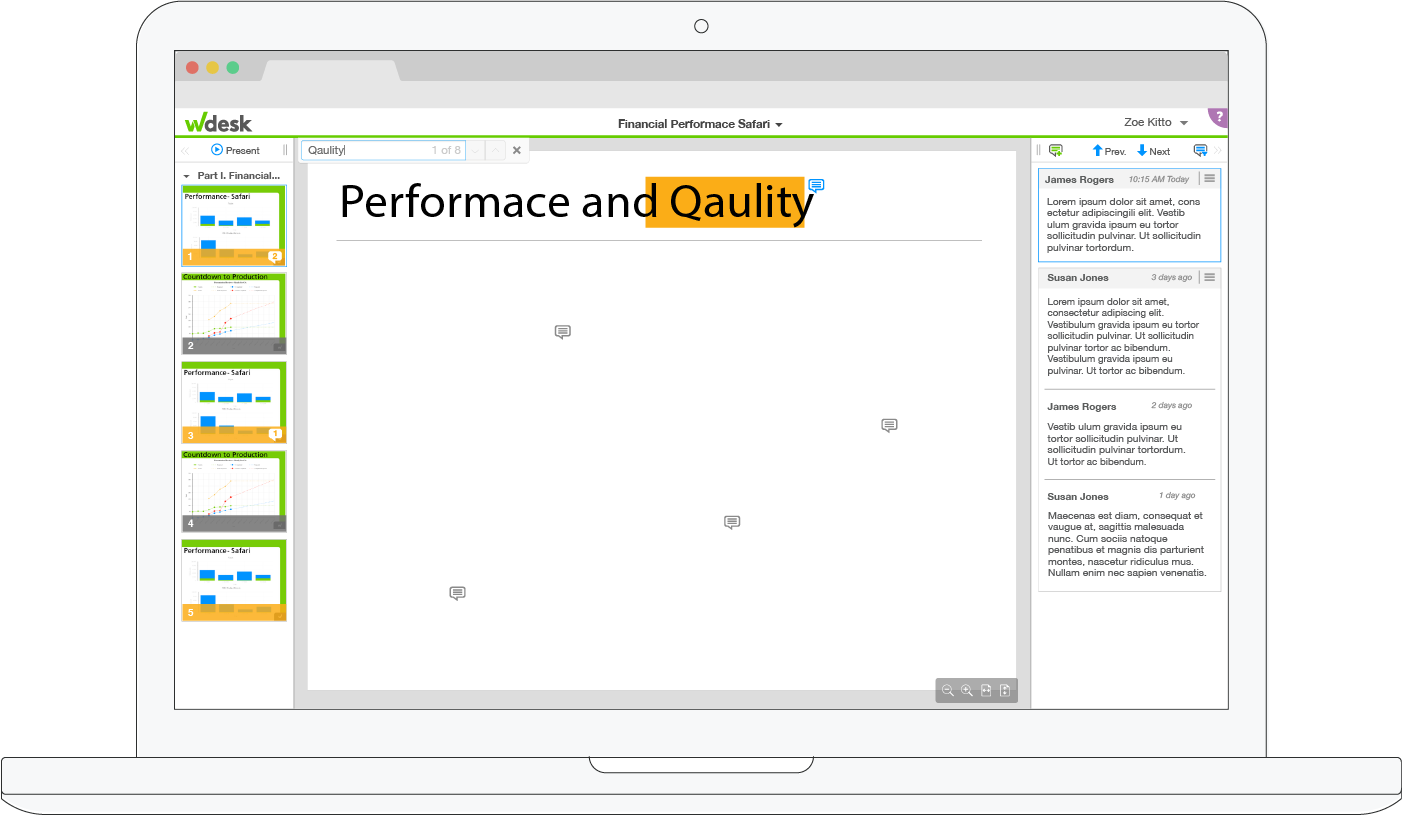 wdesk
Financial Performace Safari
Zoe Kitto
?
Present
Qaulity
1 of 8
Prev.
Next
Part I. Financial...
Performance- Safari
1
2
Countdown to Production
2
Performance- Safari
3
1
Countdown to Production
4
Performance- Safari
5
Performace and Qaulity
James Rogers
10:15 AM Today
Lorem ipsum dolor sit amet, cons
ectetur adipiscingili elit. Vestib
ulum gravida ipsum eu tortor
sollicitudin pulvinar. Ut sollicitudin
pulvinar tortordum.
Susan Jones
3 days ago
Lorem ipsum dolor sit amet,
consectetur adipiscing elit.
Vestibulum gravida ipsum eu tortor
sollicitudin pulvinar. Ut sollicitudin
pulvinar tortor ac bibendum.
Vestibulum gravida ipsum eu
pulvinar. Ut tortor ac bibendum.
James Rogers
2 days ago
Vestib ulum gravida ipsum eu
tortor sollicitudin pulvinar. Ut
sollicitudin pulvinar tortordum.
Ut tortor ac bibendum.
Susan Jones
1 day ago
Maecenas est diam, consequat et
vaugue at, sagittis malesuada
nunc. Cum sociis natoque
penatibus et magnis dis parturient
montes, nascetur ridiculus mus.
Nullam enim nec sapien venenatis.